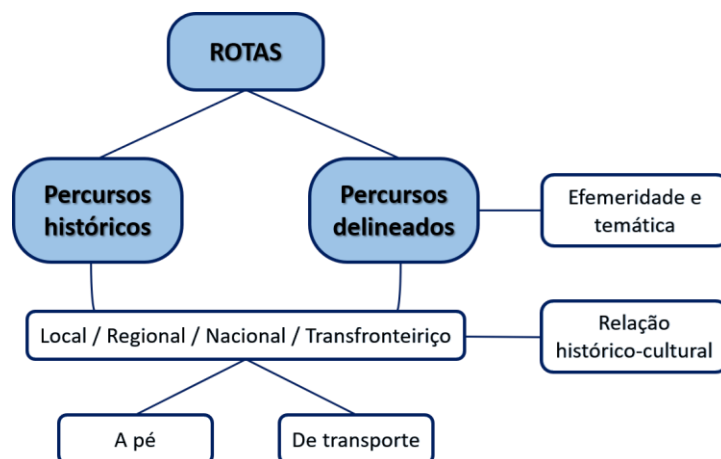 ROTAS
Percursos
históricos
Percursos
delineados
Efemeridade e
temática
Local / Regional / Nacional / Transfronteiriço
Relação
histórico-cultural
A pé
De transporte